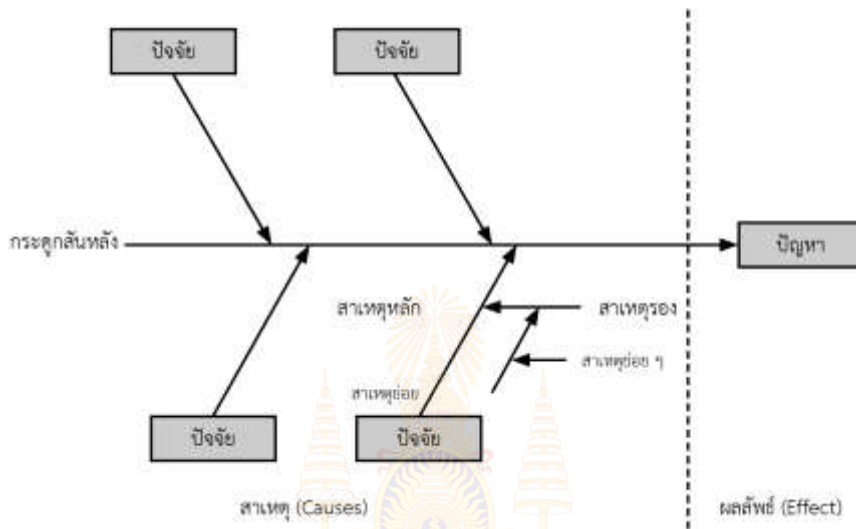 ปัจจัย
ปัจจัย
กระดูกสันหลัง
ปัญหา
สาเหตุหลัก
สาเหตุรอง
สาเหตุย่อย ๆ
สาเหตุย่อย
ปัจจัย
ปัจจัย
สาเหตุ (Causes)
ผลลัพธ์ (Effect)